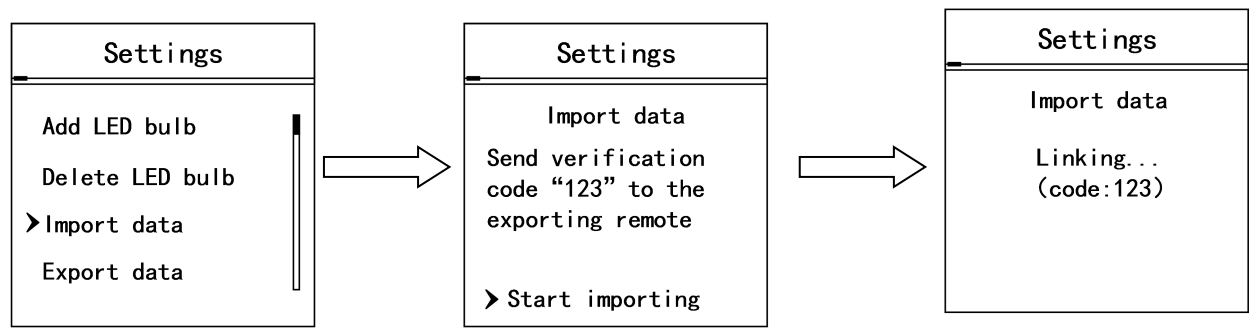 Settings
Add LED bulb
Delete LED bulb
Import data
Export data
Settings
Import data
Send verification
code “123” to the
exporting remote
Start importing
Settings
Import data
Linking...
(code:123)